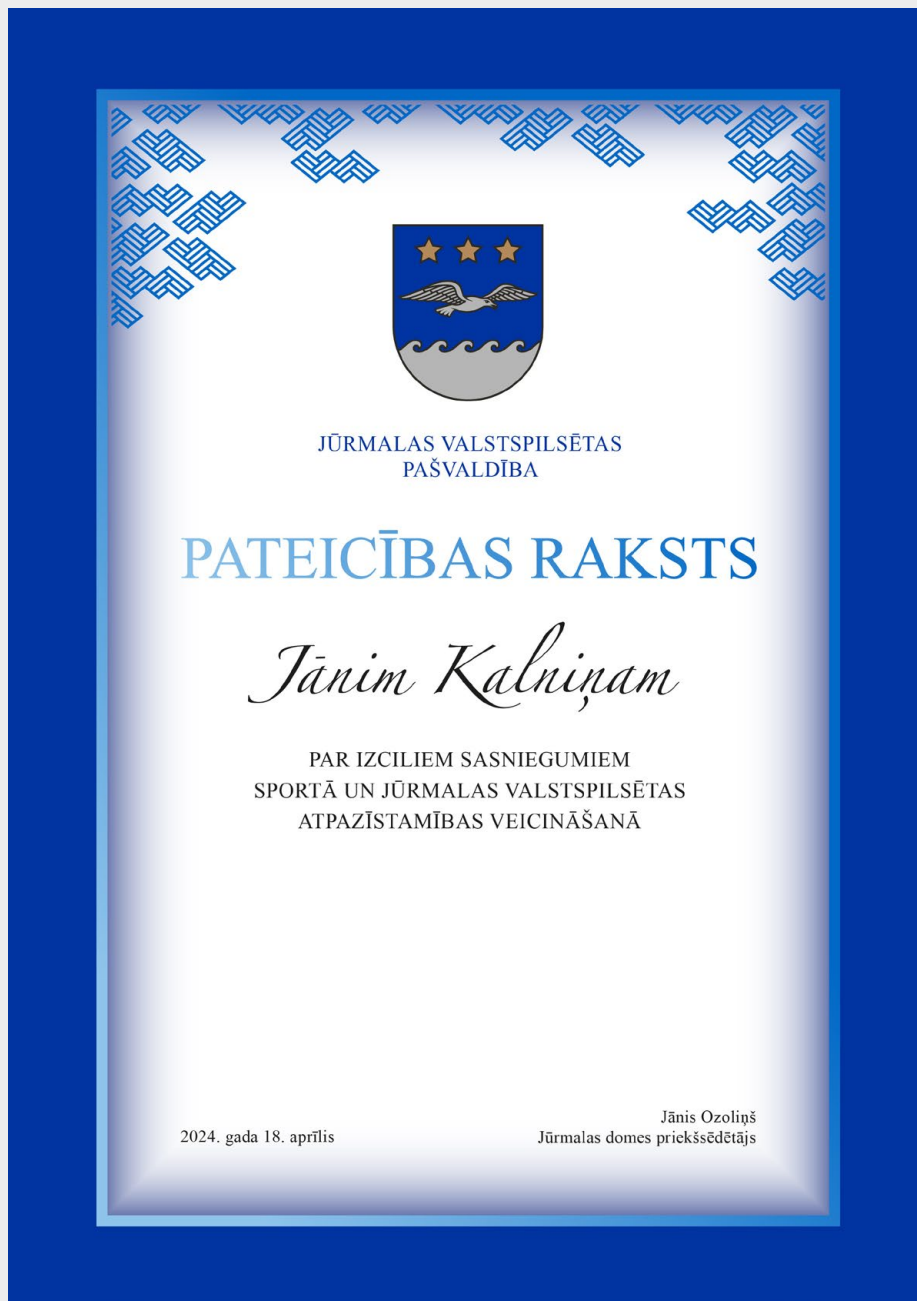 JŪRMALAS VALSTSPILSĒTAS
PAŠVALDĪBA
PATEICĪBAS RAKSTS
Jānim Kalniņam
PAR IZCILIEM SASNIEGUMIEM
SPORTĀ UN JŪRMALAS VALSTSPILSĒTAS
ATPAZĪSTAMĪBAS VEICINĀŠANĀ
2024. gada 18. aprīlis
Jānis Ozoliņš
Jūrmalas domes priekšsēdētājs